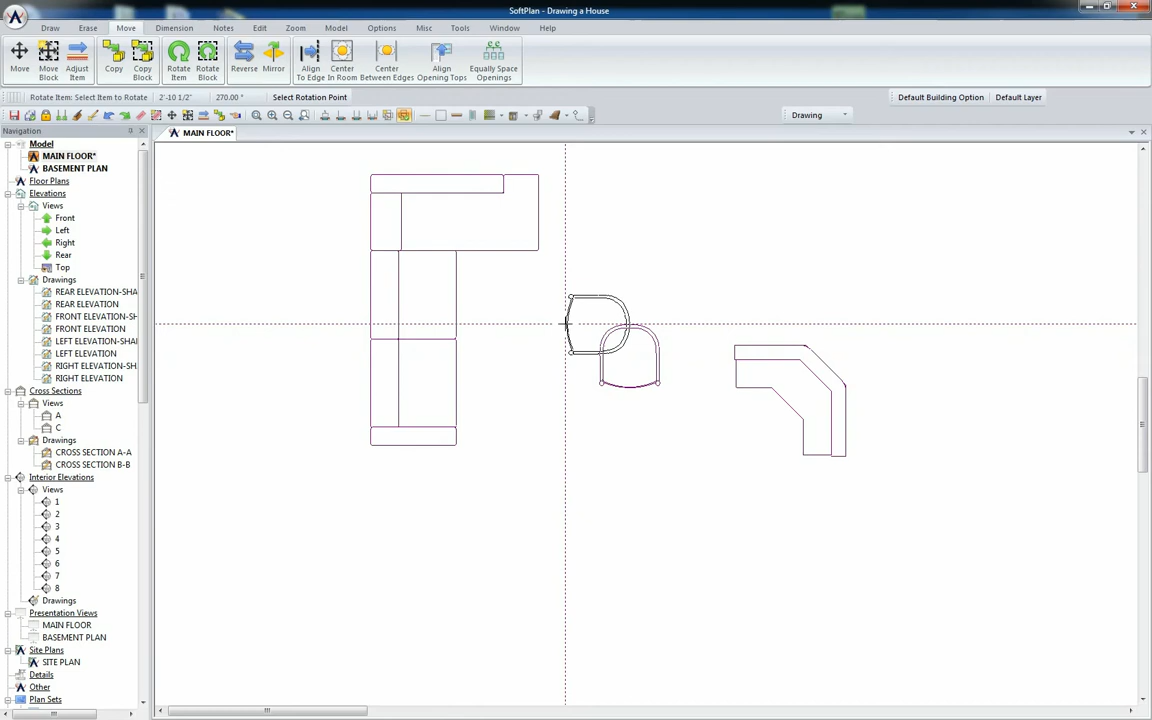 SoftPlan - Drawing a House
Draw Erase Move Dimension Notes Edit Zoom Model Options Misc Tools Window Help
Move Move Block Adjust Item Copy Copy Block Rotate Item Rotate Block Reverse Mirror Align To Edge Center In Room Center Between Edges Align Opening Tops Equally Space Openings
Rotate Item: Select Item to Rotate 2'-10 1/2" 270.00 ° Select Rotation Point Default Building Option Default Layer
Drawing
Navigation
MAIN FLOOR*
Model
MAIN FLOOR*
BASEMENT PLAN
Floor Plans
Elevations
Views
Front
Left
Right
Rear
Top
Drawings
REAR ELEVATION-SHA
REAR ELEVATION
FRONT ELEVATION-SH
FRONT ELEVATION
LEFT ELEVATION-SHA
LEFT ELEVATION
RIGHT ELEVATION-SH
RIGHT ELEVATION
Cross Sections
Views
A
C
Drawings
CROSS SECTION A-A
CROSS SECTION B-B
Interior Elevations
Views
1
2
3
4
5
6
7
8
Drawings
Presentation Views
MAIN FLOOR
BASEMENT PLAN
Site Plans
SITE PLAN
Details
Other
Plan Sets